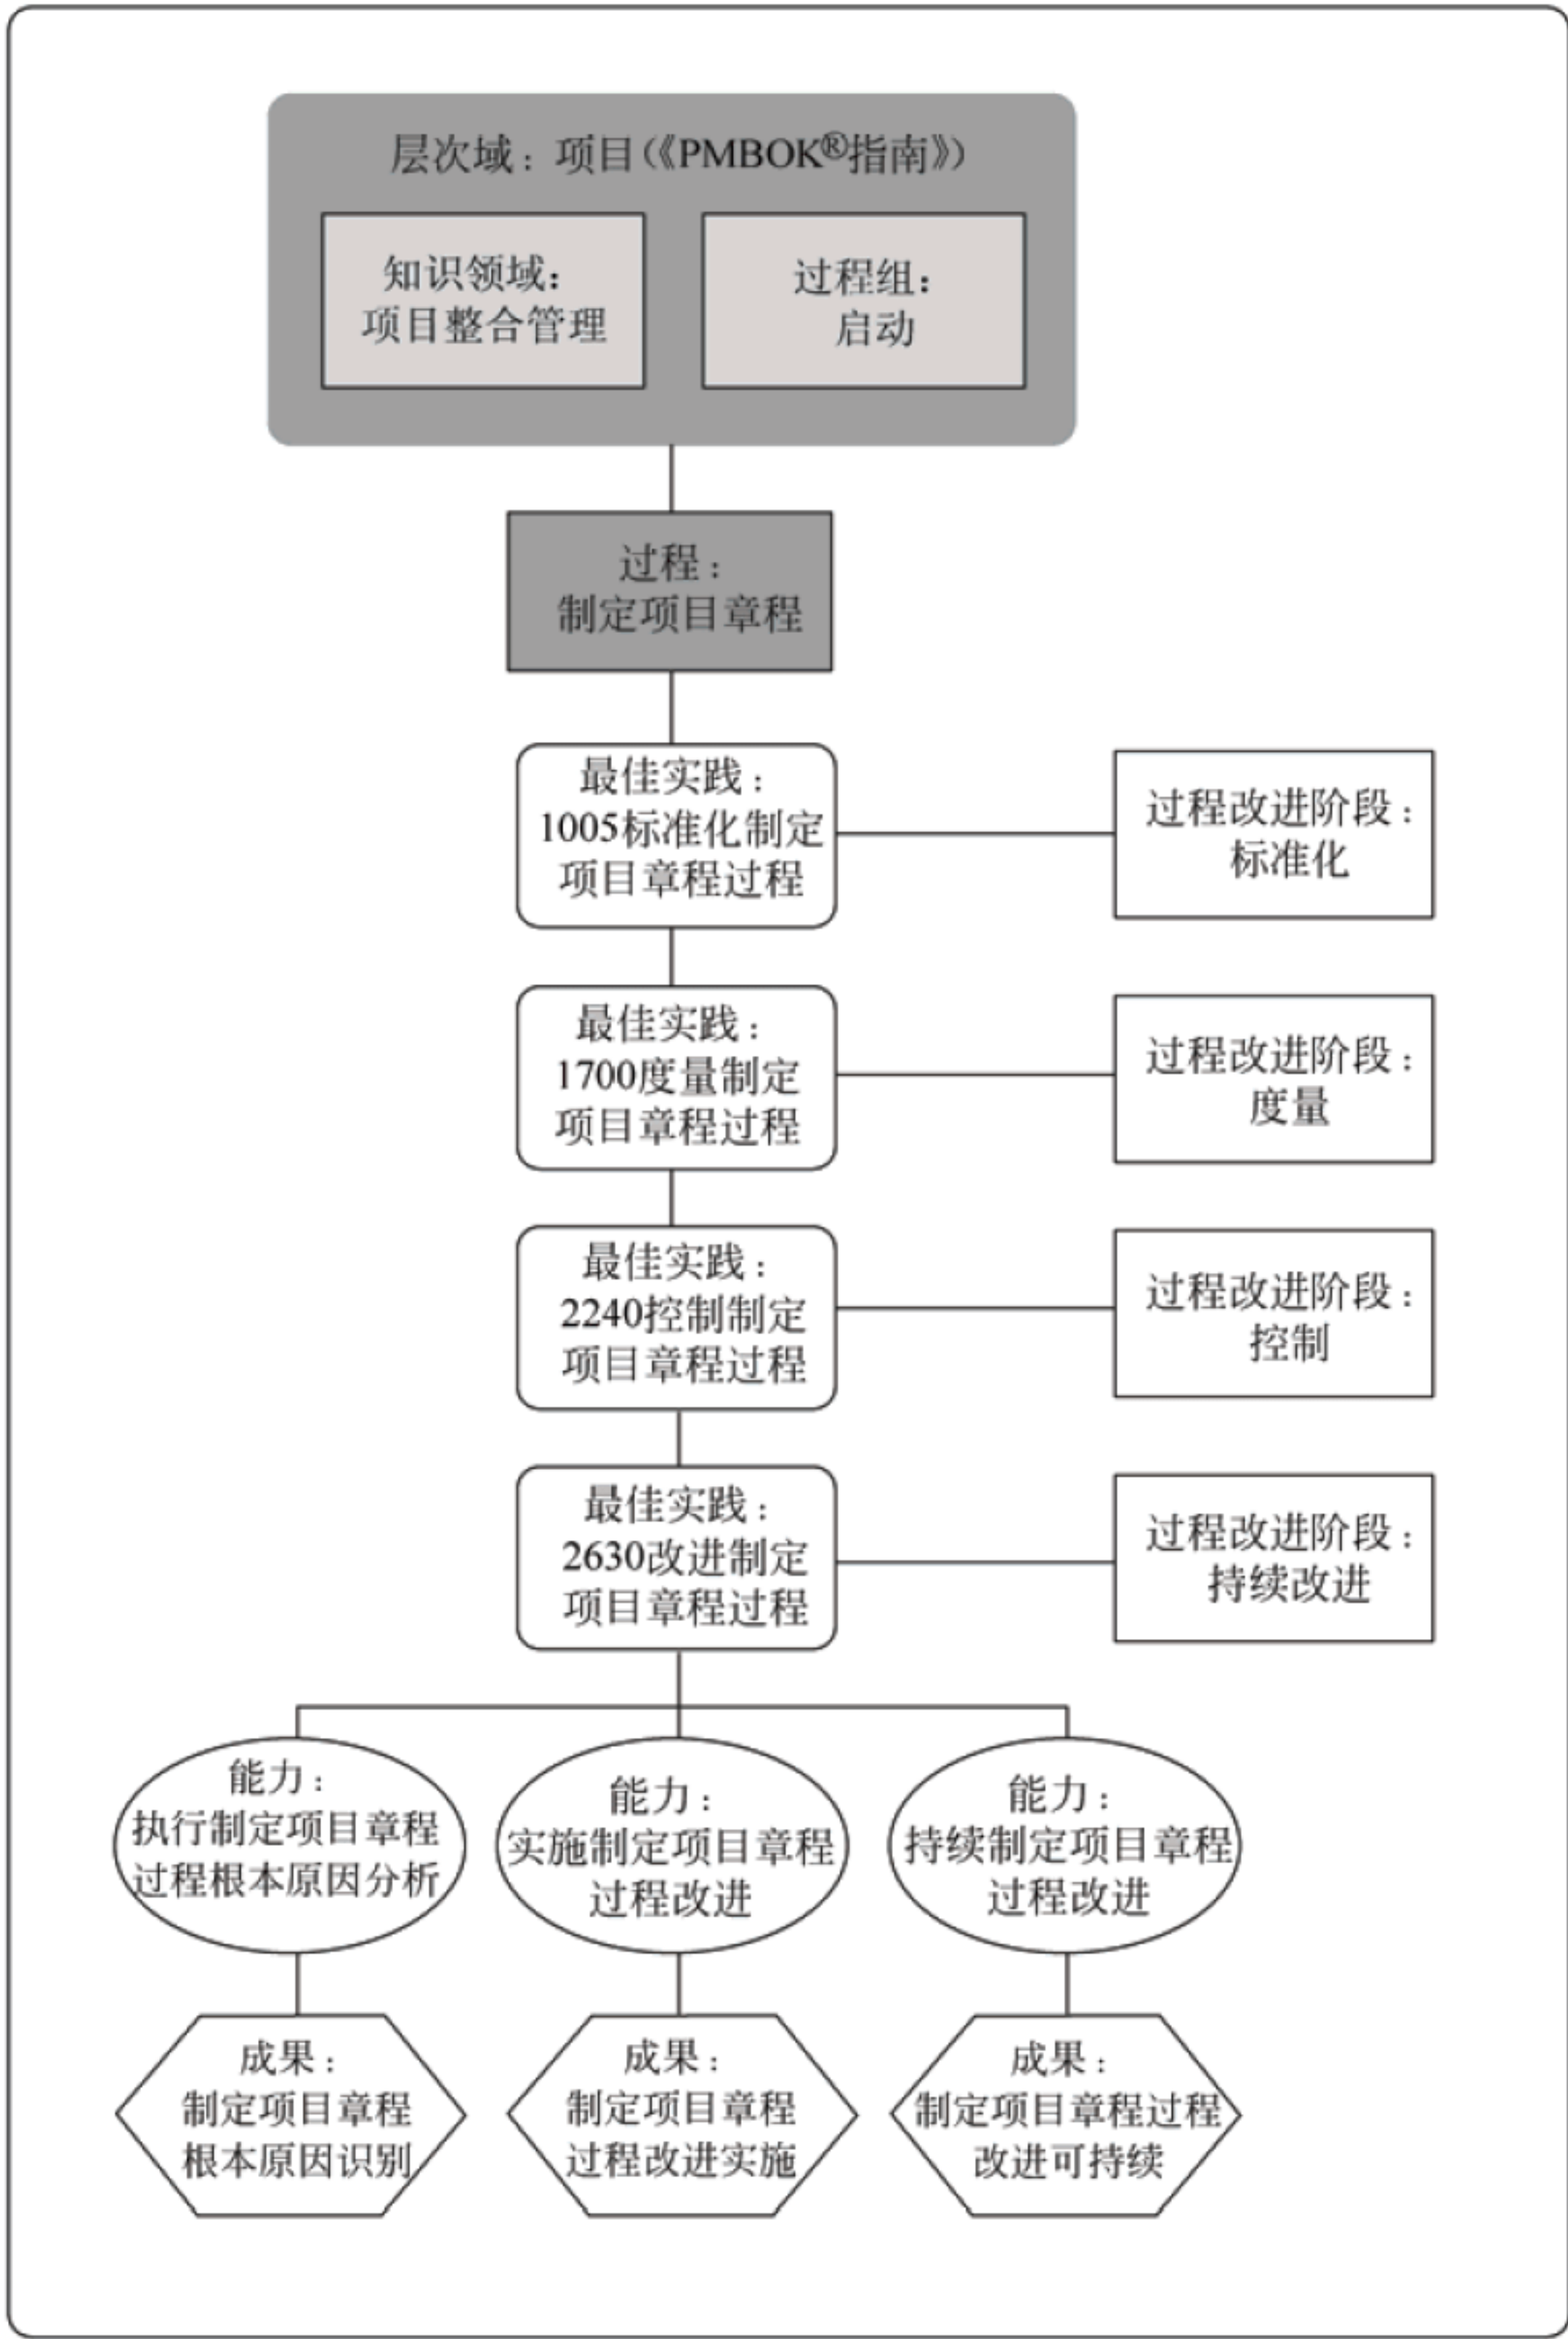 层次域：项目（《PMBOK®指南》）
知识领域：
项目整合管理
过程组：
启动
过程：
制定项目章程
最佳实践：
1005标准化制定
项目章程过程
过程改进阶段：
标准化
最佳实践：
1700度量制定
项目章程过程
过程改进阶段：
度量
最佳实践：
2240控制制定
项目章程过程
过程改进阶段：
控制
最佳实践：
2630改进制定
项目章程过程
过程改进阶段：
持续改进
能力：
执行制定项目章程
过程根本原因分析
能力：
实施制定项目章程
过程改进
能力：
持续制定项目章程
过程改进
成果：
制定项目章程
根本原因识别
成果：
制定项目章程
过程改进实施
成果：
制定项目章程过程
改进可持续